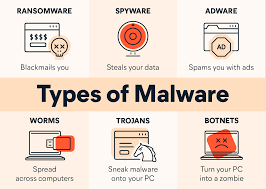 RANSOMWARE
SPYWARE
ADWARE
$$$$
AD
Blackmails you
Steals your data
Spams you with ads
Types of Malware
WORMS
TROJANS
BOTNETS
Spread
across computers
Sneak malware
onto your PC
Turn your PC
into a zombie